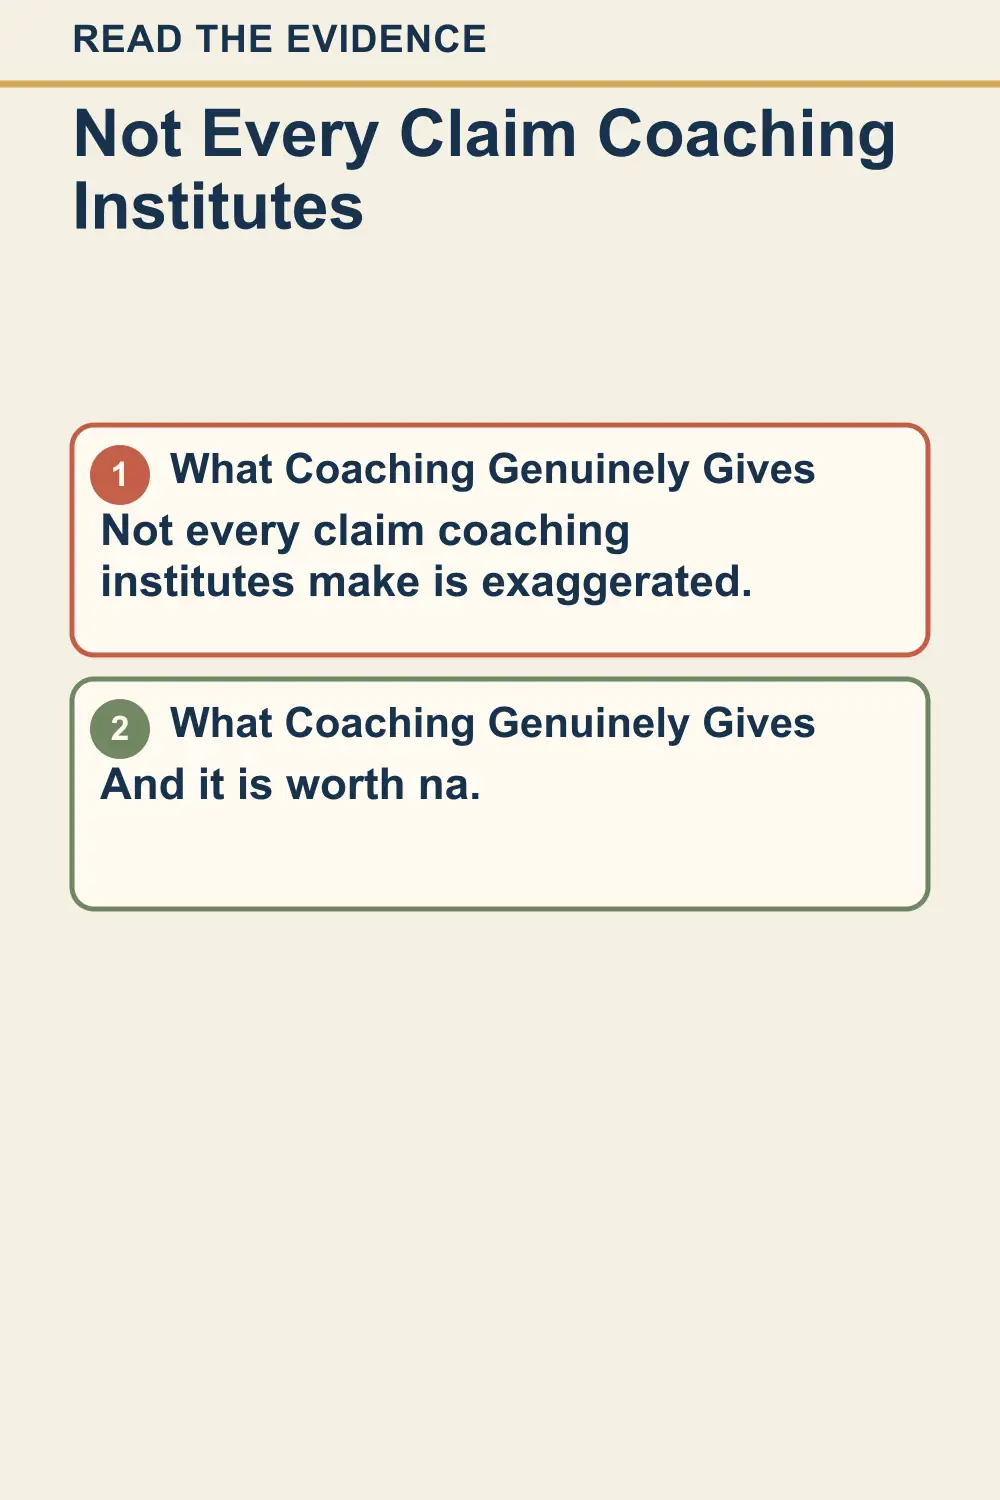 READ THE EVIDENCE
Not Every Claim Coaching
Institutes
1 What Coaching Genuinely Gives
Not every claim coaching
institutes make is exaggerated.
2 What Coaching Genuinely Gives
And it is worth na.